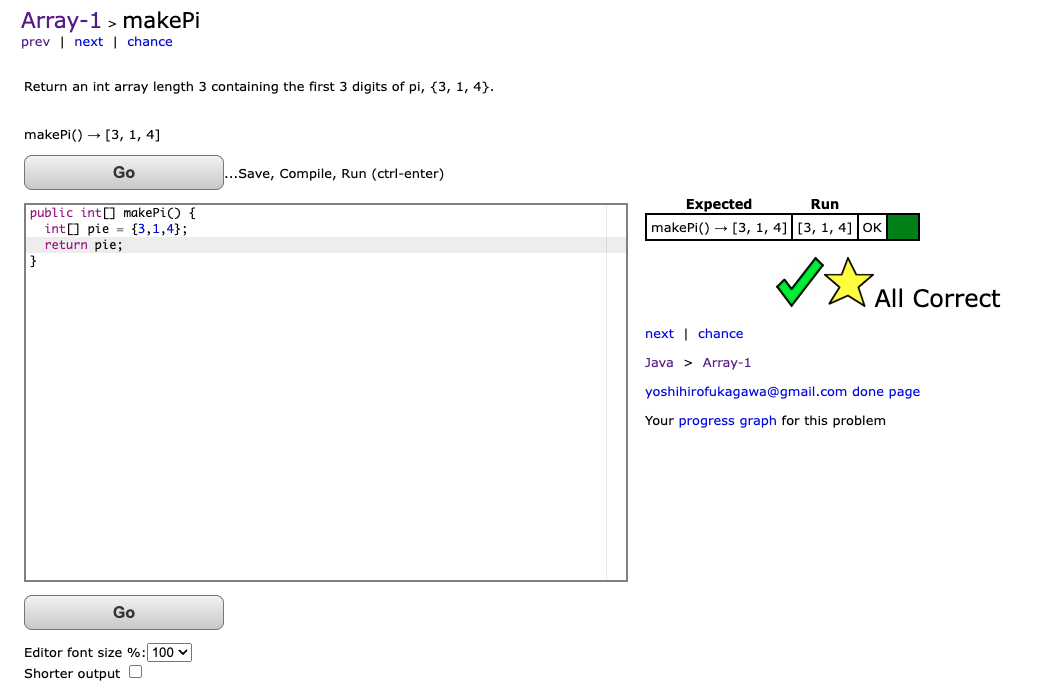 Array-1 > makePi
prev | next | chance
Return an int array length 3 containing the first 3 digits of pi, {3, 1, 4}.
makePi() → [3, 1, 4]
Go
...Save, Compile, Run (ctrl-enter)
public int[] makePi() {
  int[] pie = {3,1,4};
  return pie;
}
Go
Editor font size %: 100
Shorter output
Expected Run
makePi() → [3, 1, 4] [3, 1, 4] OK
All Correct
next | chance
Java > Array-1
yoshihirofukagawa@gmail.com done page
Your progress graph for this problem